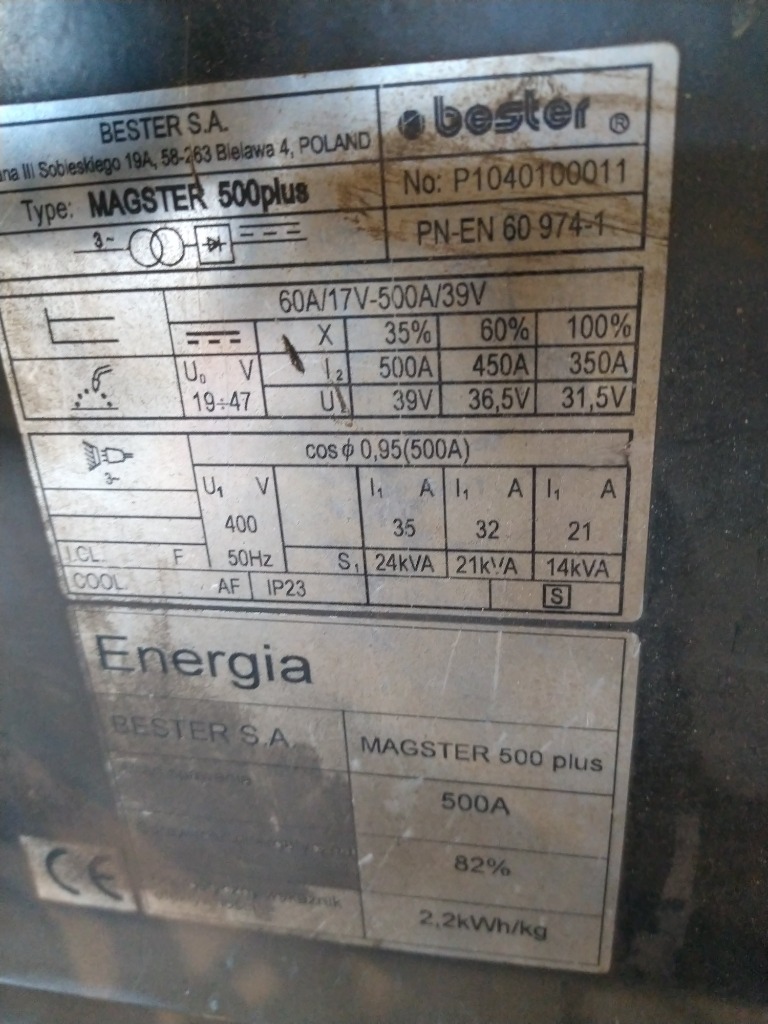 BESTER S.A.
III Sobieskiego 19A, 58-263 Bielawa 4, POLAND
Type: MAGSTER 500plus
3~
bester ®
No: P1040100011
PN-EN 60 974-1
60A/17V-500A/39V
X 35% 60% 100%
U₀ V I₂ 500A 450A 350A
19÷47 U₂ 39V 36,5V 31,5V
3~
cos φ 0,95(500A)
U₁ V I₁ A I₁ A I₁ A
400 35 32 21
I.CL. F 50Hz S₁ 24kVA 21kVA 14kVA
COOL. AF IP23 S
Energia
BESTER S.A. MAGSTER 500 plus
500A
82%
2,2kWh/kg
CE